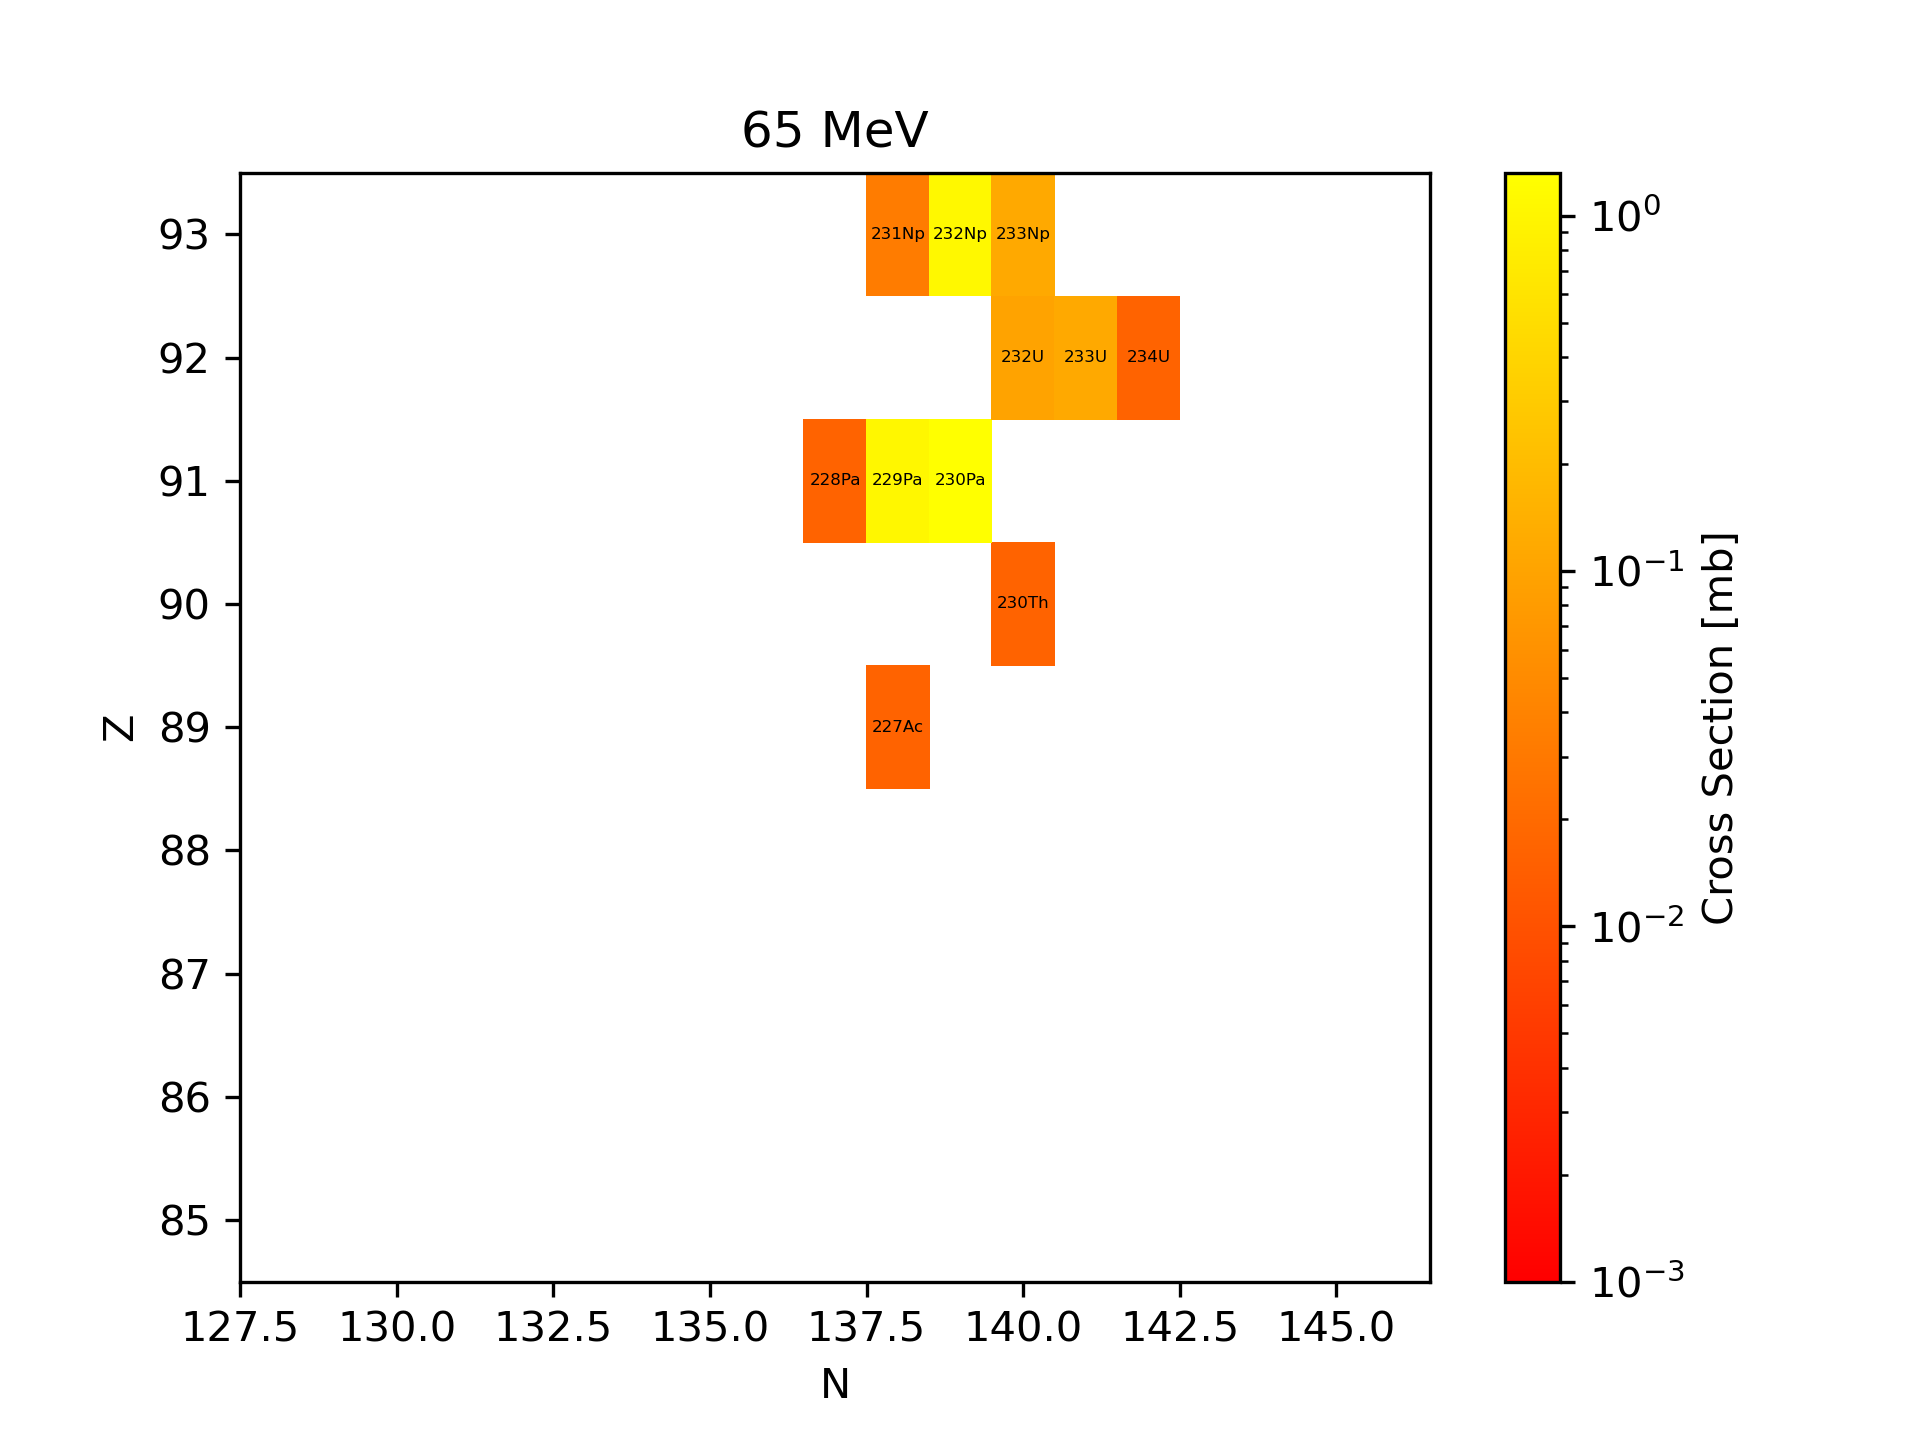 65 MeV
93
92
91
90
89
88
87
86
85
Z
231Np 232Np 233Np
232U 233U 234U
228Pa 229Pa 230Pa
230Th
227Ac
127.5 130.0 132.5 135.0 137.5 140.0 142.5 145.0
N
10⁰
10⁻¹
10⁻²
10⁻³
Cross Section [mb]